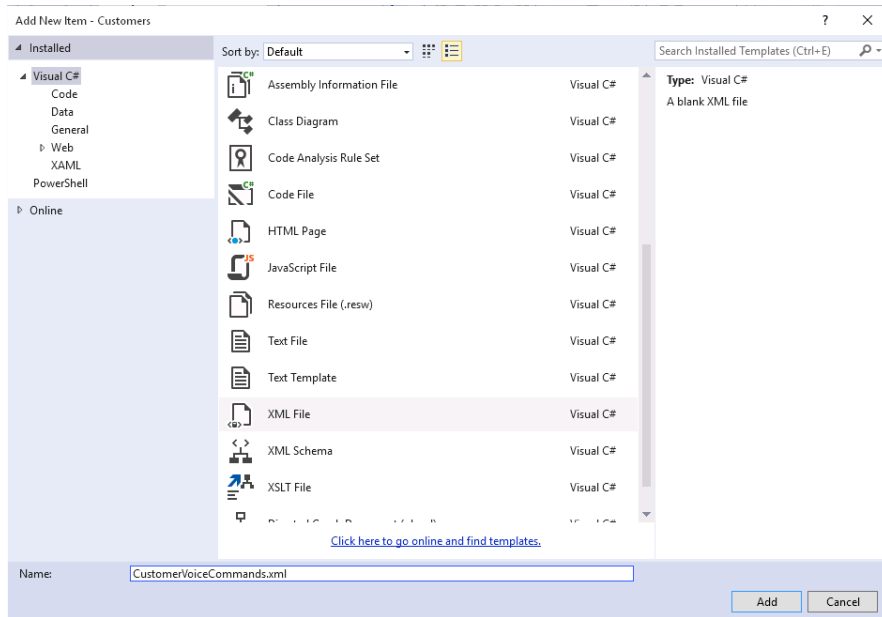 Add New Item - Customers
? ×
Installed
Sort by: Default
Search Installed Templates (Ctrl+E)
Visual C#
Code
Data
General
Web
XAML
PowerShell
Online
Assembly Information File Visual C#
Class Diagram Visual C#
Code Analysis Rule Set Visual C#
Code File Visual C#
HTML Page Visual C#
JavaScript File Visual C#
Resources File (.resw) Visual C#
Text File Visual C#
Text Template Visual C#
XML File Visual C#
XML Schema Visual C#
XSLT File Visual C#
Click here to go online and find templates.
Type: Visual C#
A blank XML file
Name: CustomerVoiceCommands.xml
Add Cancel